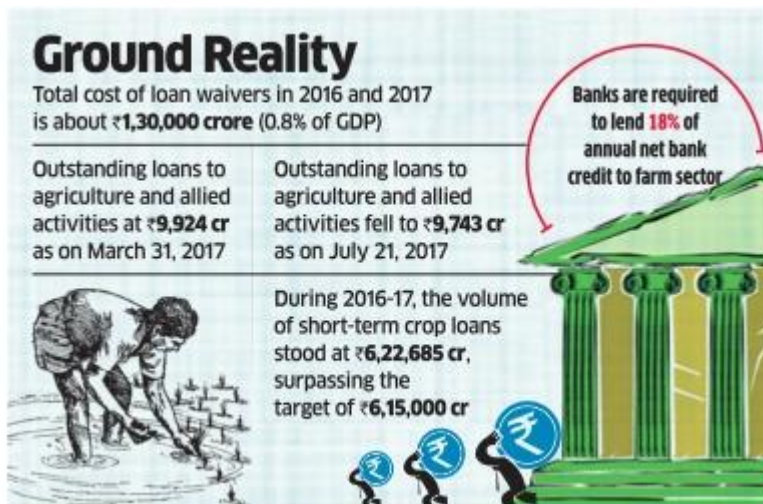 Ground Reality
Total cost of loan waivers in 2016 and 2017
is about ₹1,30,000 crore (0.8% of GDP)
Outstanding loans to
agriculture and allied
activities at ₹9,924 cr
as on March 31, 2017
Outstanding loans to
agriculture and allied
activities fell to ₹9,743 cr
as on July 21, 2017
During 2016-17, the volume
of short-term crop loans
stood at ₹6,22,685 cr,
surpassing the
target of ₹6,15,000 cr
Banks are required
to lend 18% of
annual net bank
credit to farm sector
₹
₹
₹